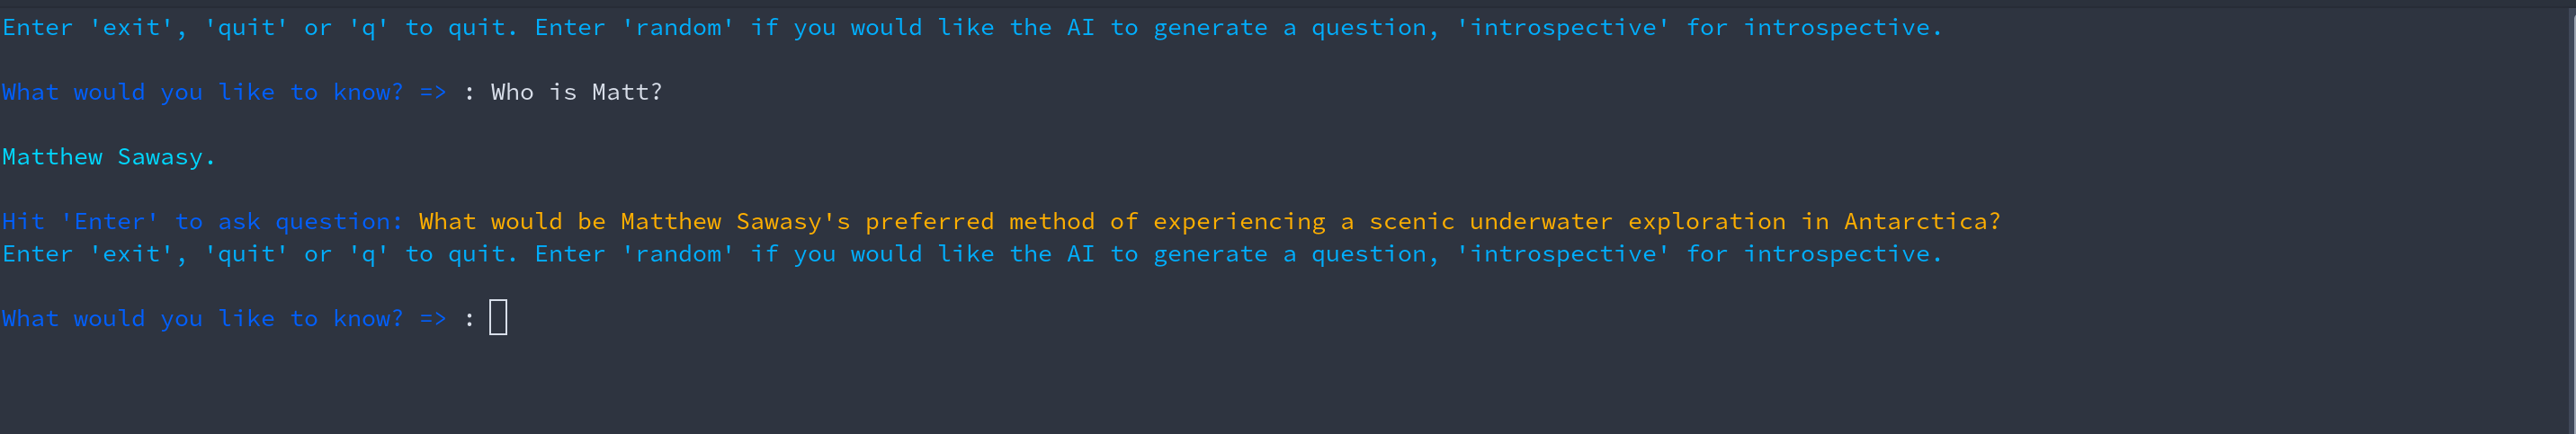 Enter 'exit', 'quit' or 'q' to quit. Enter 'random' if you would like the AI to generate a question, 'introspective' for introspective.
What would you like to know? => : Who is Matt?
Matthew Sawasy.
Hit 'Enter' to ask question: What would be Matthew Sawasy's preferred method of experiencing a scenic underwater exploration in Antarctica?
Enter 'exit', 'quit' or 'q' to quit. Enter 'random' if you would like the AI to generate a question, 'introspective' for introspective.
What would you like to know? => :